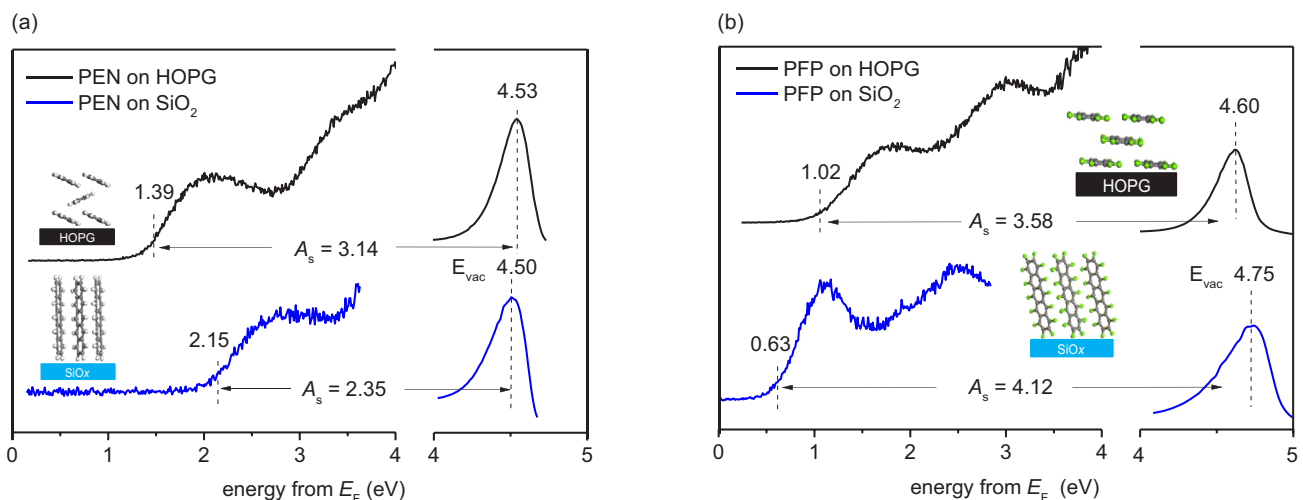 (a)
PEN on HOPG
PEN on SiO2
4.53
1.39
HOPG
As = 3.14
Evac
4.50
2.15
SiOx
As = 2.35
0 1 2 3 4 4 5
energy from EF (eV)
(b)
PFP on HOPG
PFP on SiO2
4.60
1.02
HOPG
As = 3.58
Evac 4.75
0.63
SiOx
As = 4.12
0 1 2 3 4 4 5
energy from EF (eV)